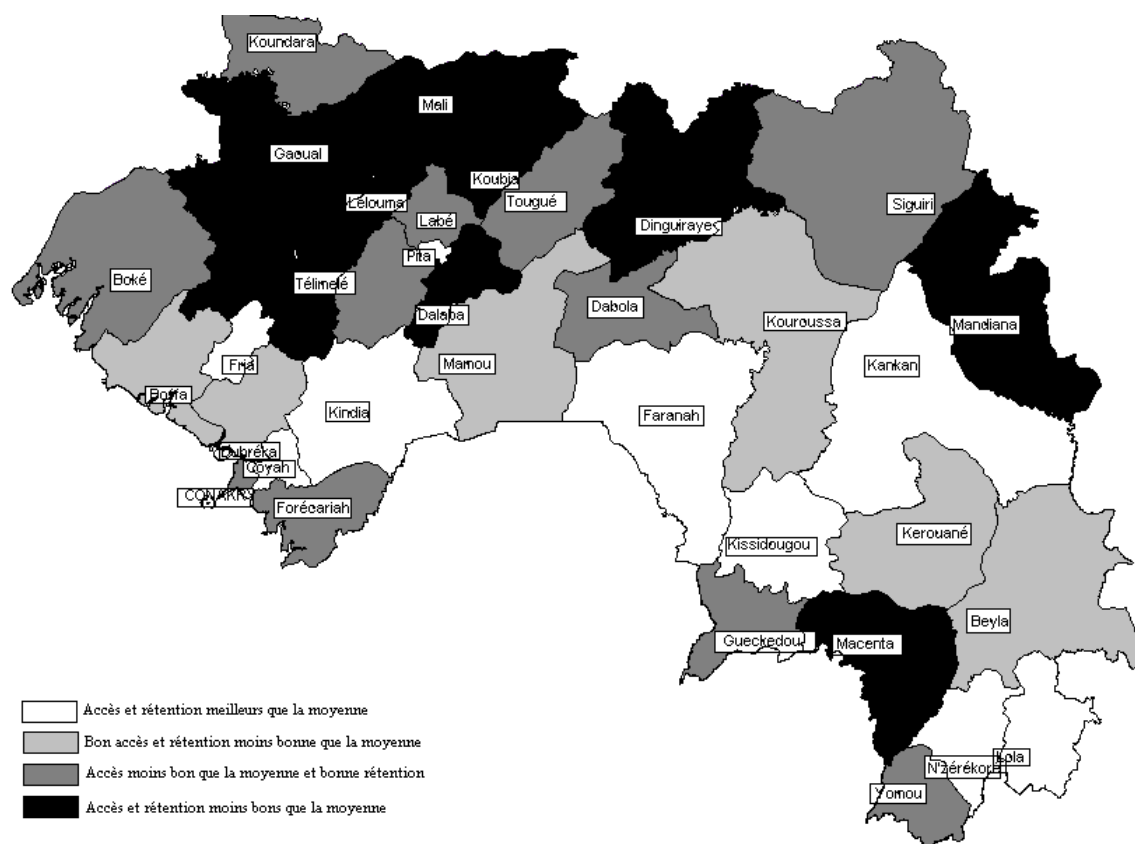 Koundara
Mali
Gaoual
Koubia
Lélouma
Tougué
Siguiri
Labé
Dinguiraye
Pita
Boké
Télimelé
Dabola
Dalaba
Kouroussa
Mandiana
Fria
Mamou
Kankan
Boffa
Kindia
Faranah
Dubréka
Coyah
CONAKRY
Forécariah
Kerouané
Kissidougou
Beyla
Gueckedou
Macenta
Lola
N'zérékoré
Yomou
Accès et rétention meilleurs que la moyenne
Bon accès et rétention moins bonne que la moyenne
Accès moins bon que la moyenne et bonne rétention
Accès et rétention moins bons que la moyenne